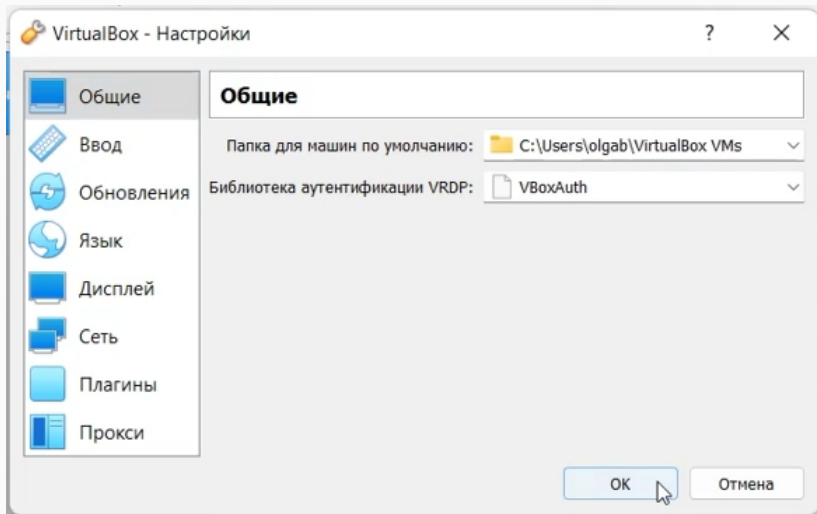 VirtualBox - Настройки
?
Общие
Ввод
Обновления
Язык
Дисплей
Сеть
Плагины
Прокси
Общие
Папка для машин по умолчанию: C:\Users\olgab\VirtualBox VMs
Библиотека аутентификации VRDP: VBoxAuth
OK
Отмена